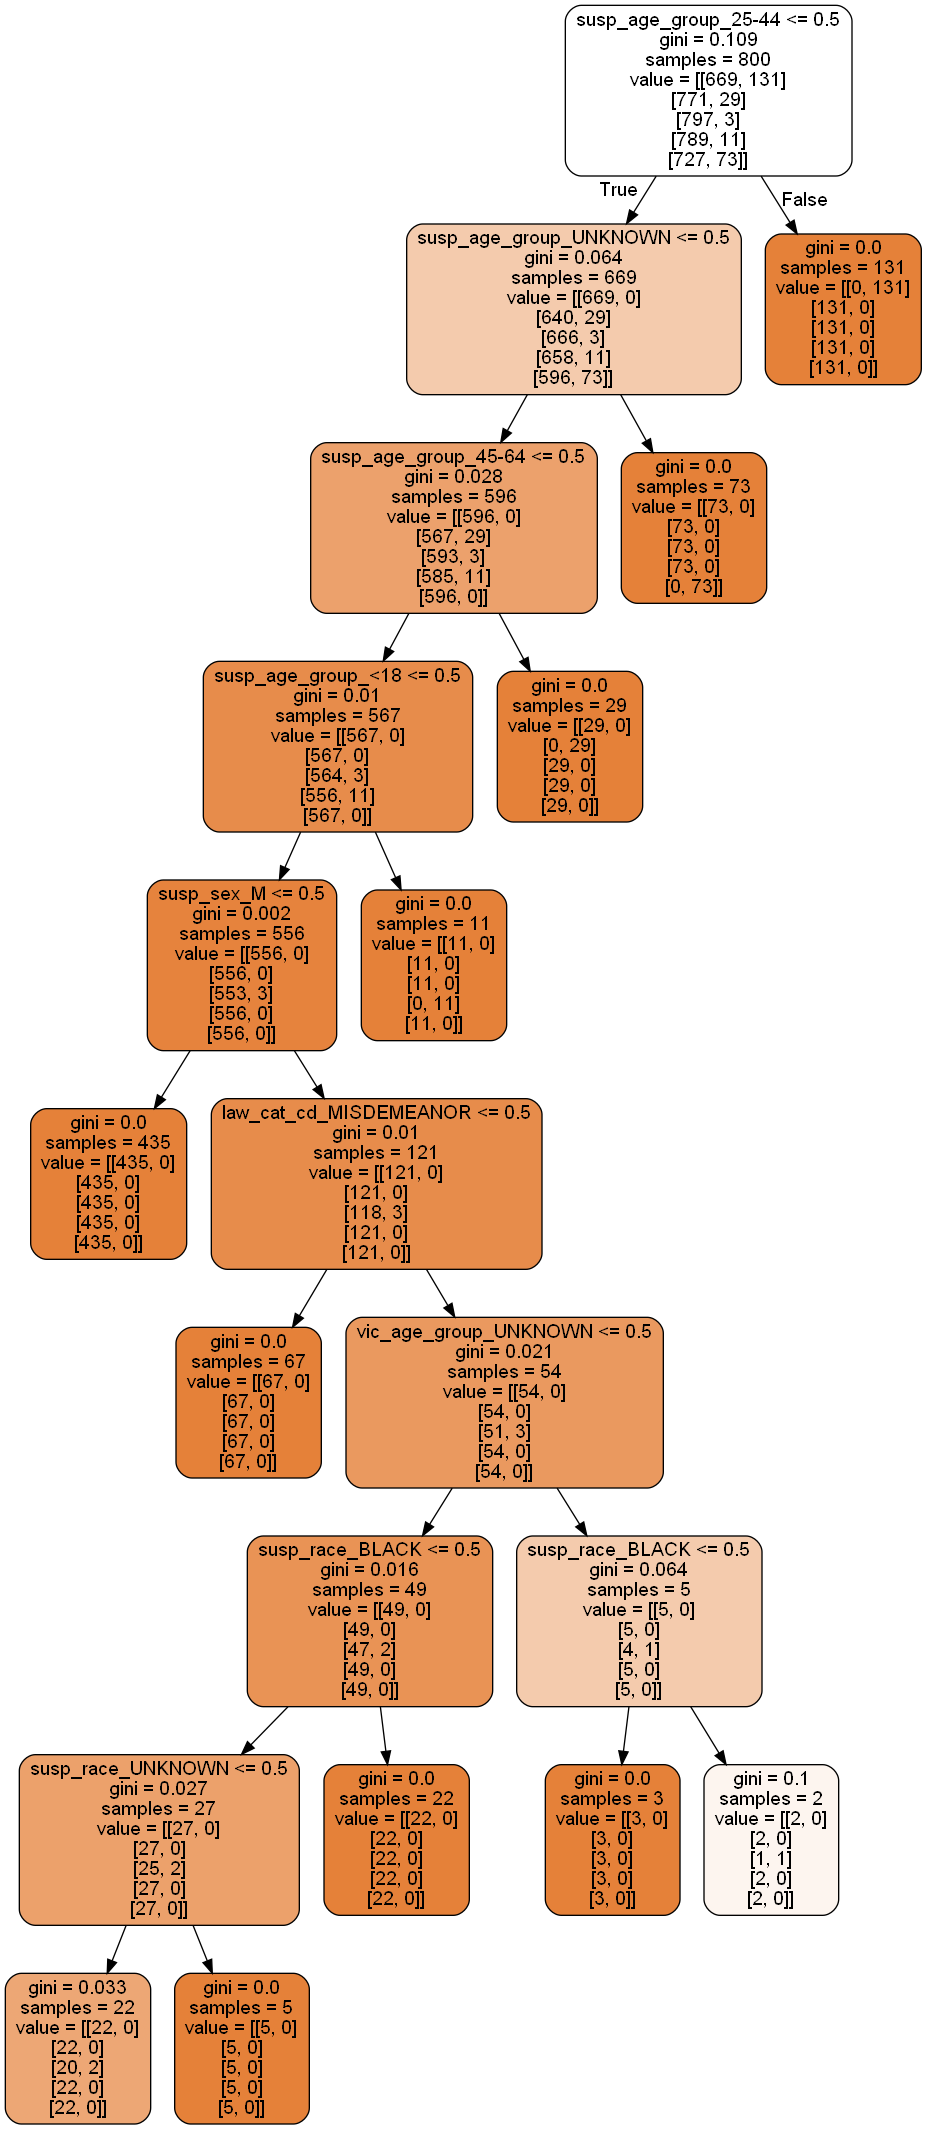 susp_age_group_25-44 <= 0.5
gini = 0.109
samples = 800
value = [[669, 131]
[771, 29]
[797, 3]
[789, 11]
[727, 73]]
True
False
susp_age_group_UNKNOWN <= 0.5
gini = 0.064
samples = 669
value = [[669, 0]
[640, 29]
[666, 3]
[658, 11]
[596, 73]]
gini = 0.0
samples = 131
value = [[0, 131]
[131, 0]
[131, 0]
[131, 0]
[131, 0]]
susp_age_group_45-64 <= 0.5
gini = 0.028
samples = 596
value = [[596, 0]
[567, 29]
[593, 3]
[585, 11]
[596, 0]]
gini = 0.0
samples = 73
value = [[73, 0]
[73, 0]
[73, 0]
[73, 0]
[0, 73]]
susp_age_group_<18 <= 0.5
gini = 0.01
samples = 567
value = [[567, 0]
[567, 0]
[564, 3]
[556, 11]
[567, 0]]
gini = 0.0
samples = 29
value = [[29, 0]
[0, 29]
[29, 0]
[29, 0]
[29, 0]]
susp_sex_M <= 0.5
gini = 0.002
samples = 556
value = [[556, 0]
[556, 0]
[553, 3]
[556, 0]
[556, 0]]
gini = 0.0
samples = 11
value = [[11, 0]
[11, 0]
[11, 0]
[0, 11]
[11, 0]]
gini = 0.0
samples = 435
value = [[435, 0]
[435, 0]
[435, 0]
[435, 0]
[435, 0]]
law_cat_cd_MISDEMEANOR <= 0.5
gini = 0.01
samples = 121
value = [[121, 0]
[121, 0]
[118, 3]
[121, 0]
[121, 0]]
gini = 0.0
samples = 67
value = [[67, 0]
[67, 0]
[67, 0]
[67, 0]
[67, 0]]
vic_age_group_UNKNOWN <= 0.5
gini = 0.021
samples = 54
value = [[54, 0]
[54, 0]
[51, 3]
[54, 0]
[54, 0]]
susp_race_BLACK <= 0.5
gini = 0.016
samples = 49
value = [[49, 0]
[49, 0]
[47, 2]
[49, 0]
[49, 0]]
susp_race_BLACK <= 0.5
gini = 0.064
samples = 5
value = [[5, 0]
[5, 0]
[4, 1]
[5, 0]
[5, 0]]
susp_race_UNKNOWN <= 0.5
gini = 0.027
samples = 27
value = [[27, 0]
[27, 0]
[25, 2]
[27, 0]
[27, 0]]
gini = 0.0
samples = 22
value = [[22, 0]
[22, 0]
[22, 0]
[22, 0]
[22, 0]]
gini = 0.0
samples = 3
value = [[3, 0]
[3, 0]
[3, 0]
[3, 0]
[3, 0]]
gini = 0.1
samples = 2
value = [[2, 0]
[2, 0]
[1, 1]
[2, 0]
[2, 0]]
gini = 0.033
samples = 22
value = [[22, 0]
[22, 0]
[20, 2]
[22, 0]
[22, 0]]
gini = 0.0
samples = 5
value = [[5, 0]
[5, 0]
[5, 0]
[5, 0]
[5, 0]]